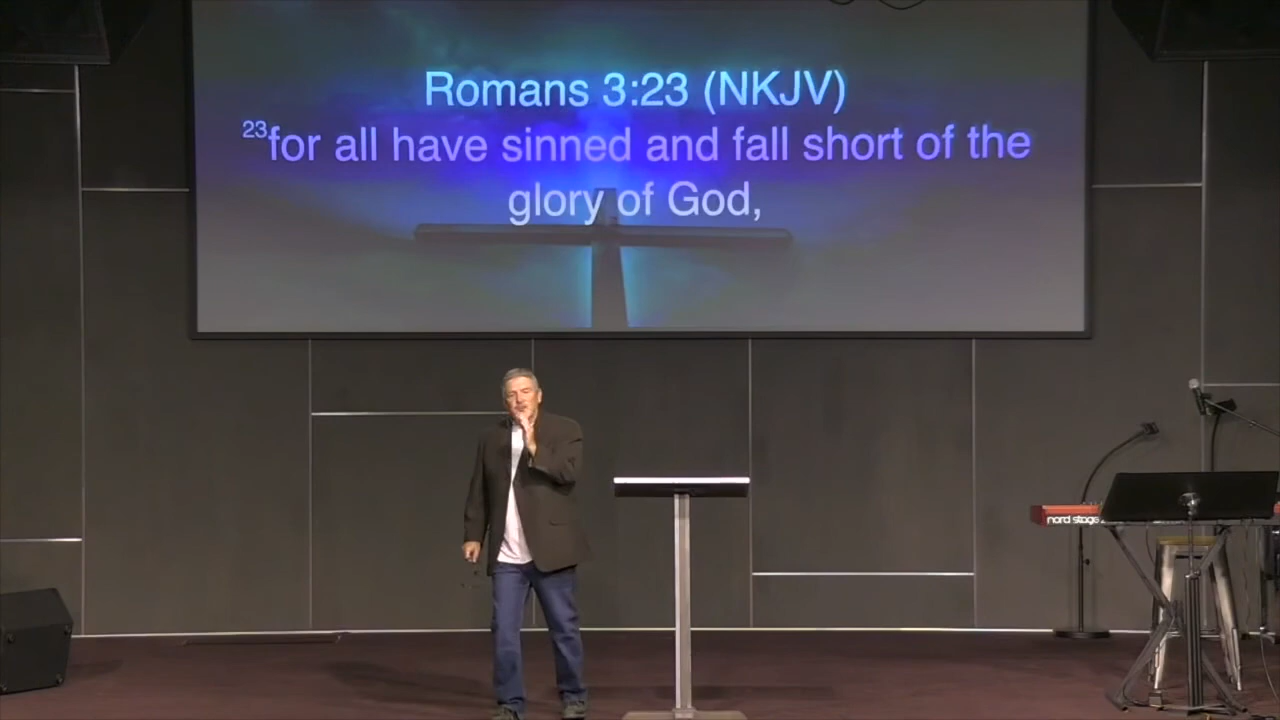 Romans 3:23 (NKJV)
23for all have sinned and fall short of the
glory of God,
nord stage